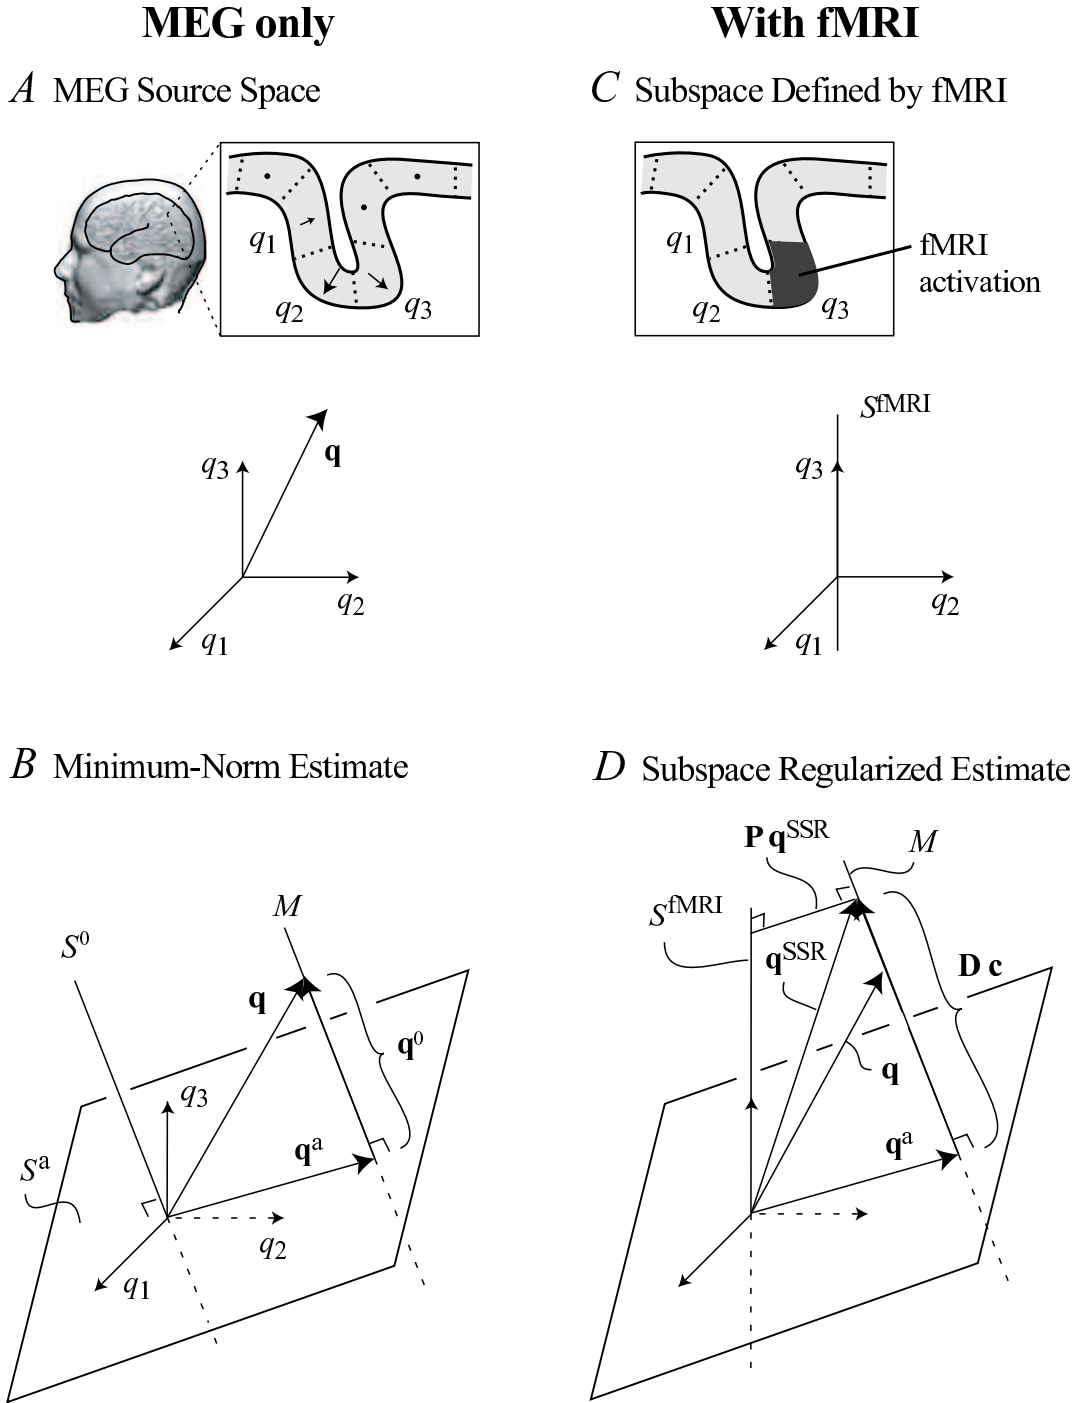 MEG only
With fMRI
A MEG Source Space
C Subspace Defined by fMRI
q1
q2
q3
q1
q2
q3
fMRI
activation
q
q3
q2
q1
SfMRI
q3
q2
q1
B Minimum-Norm Estimate
D Subspace Regularized Estimate
S0
M
q
q0
q3
qa
Sa
q2
q1
P qSSR
M
SfMRI
qSSR
D c
q
qa